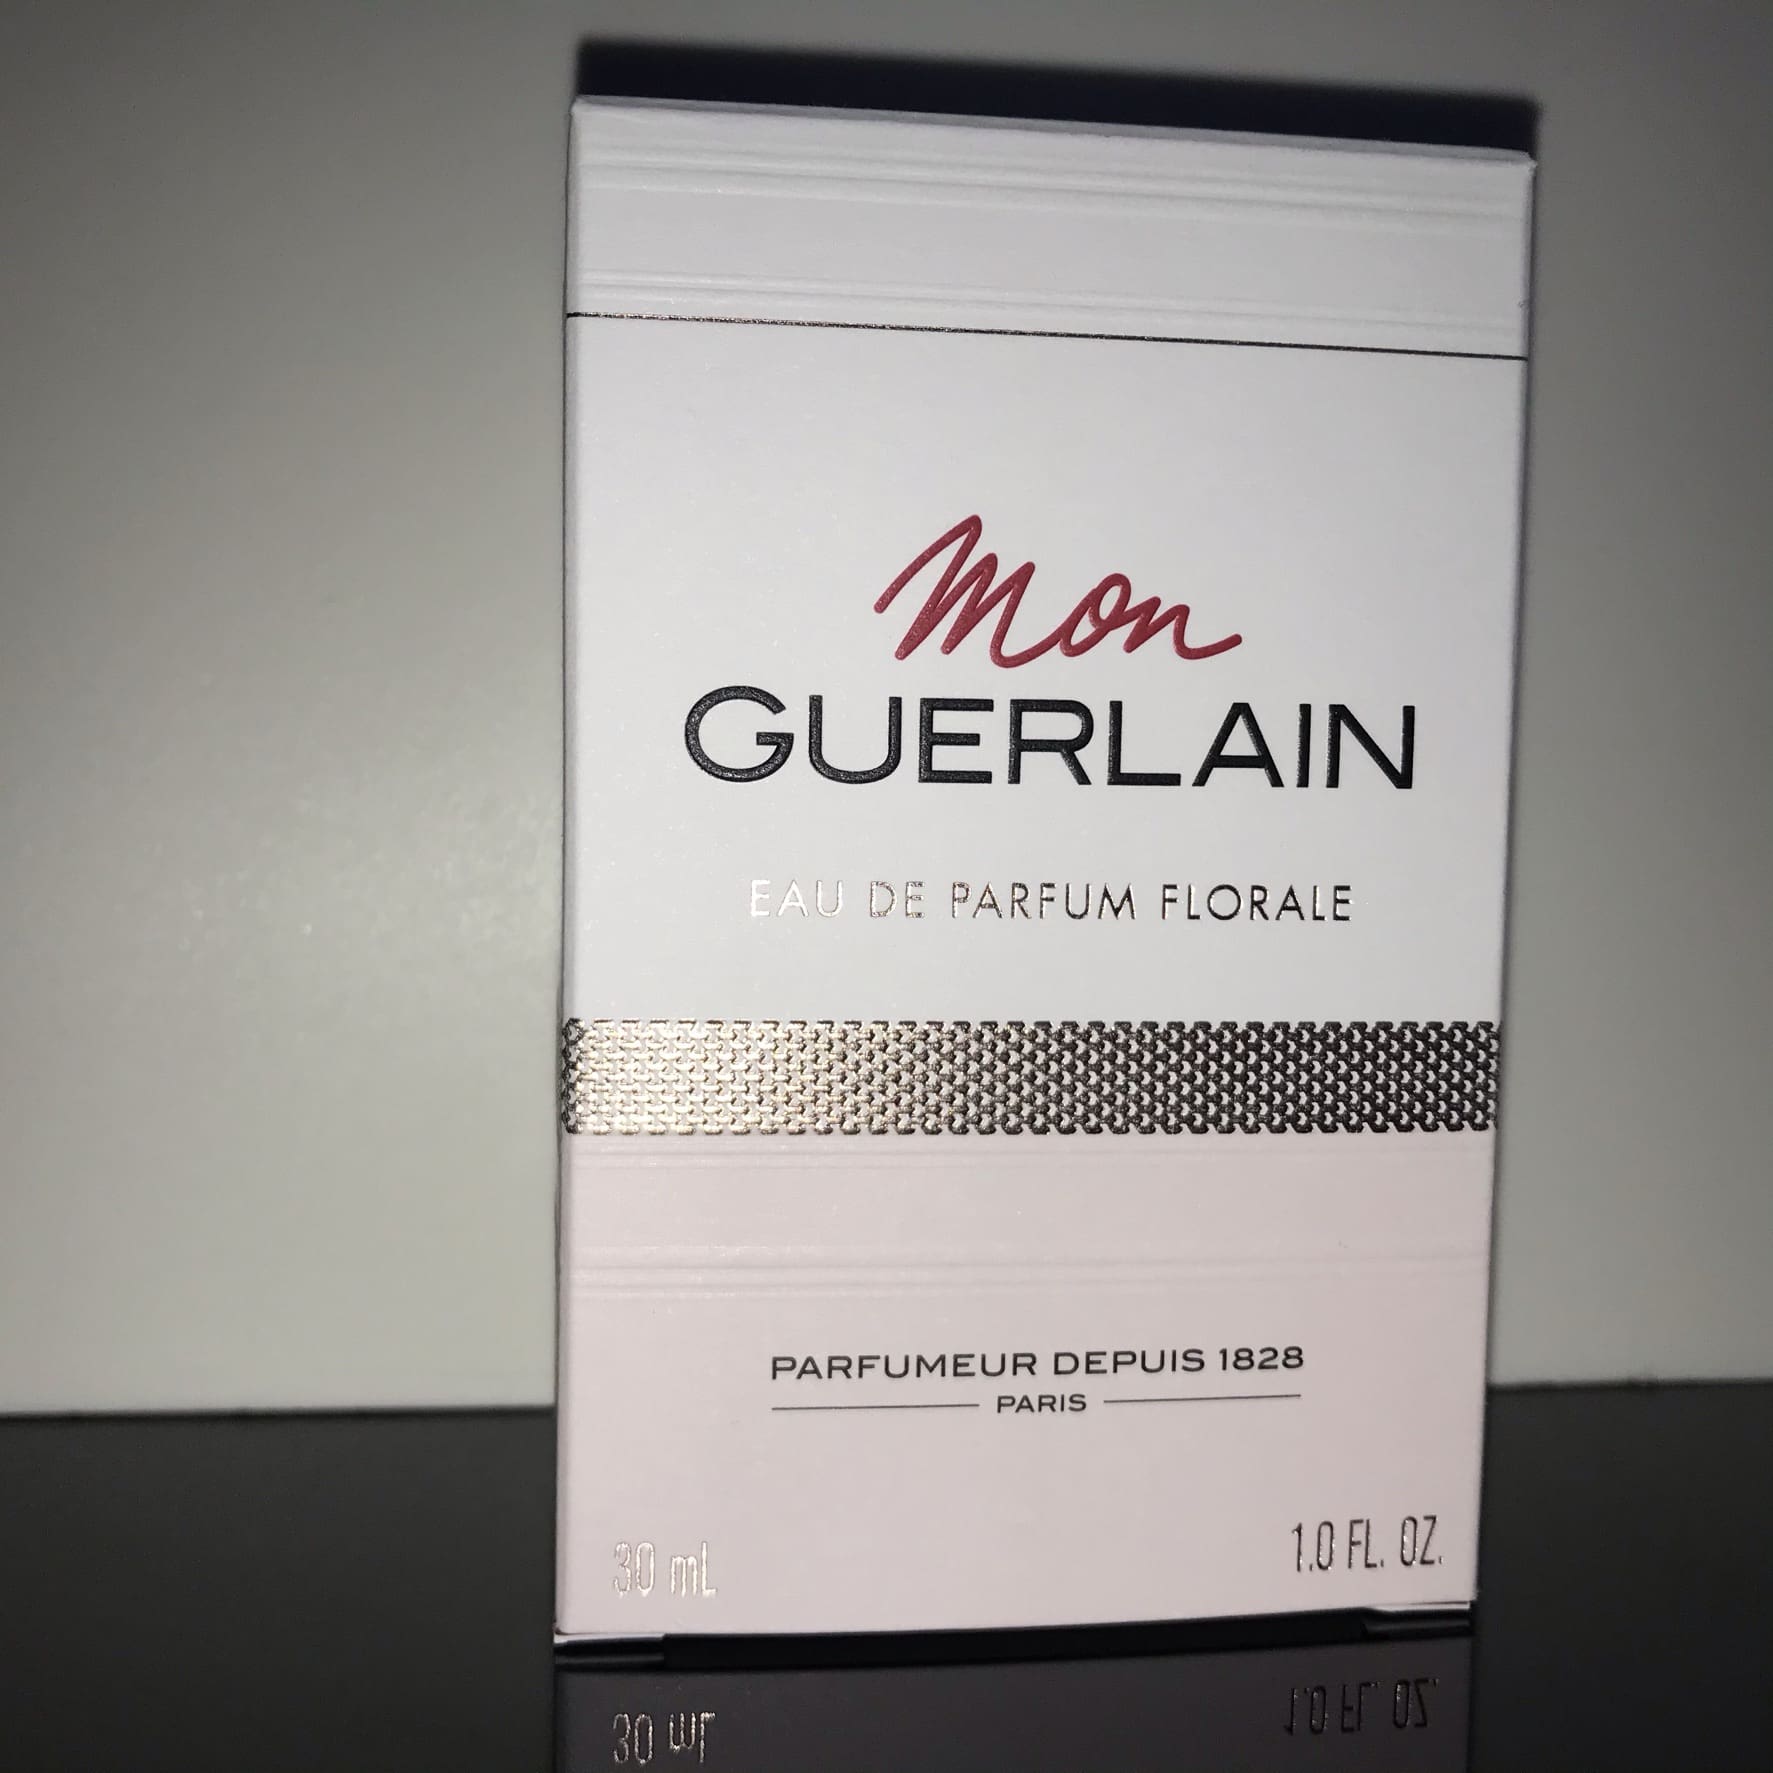 Mon
GUERLAIN
EAU DE PARFUM FLORALE
PARFUMEUR DEPUIS 1828
PARIS
30 mL
1.0 FL. OZ.